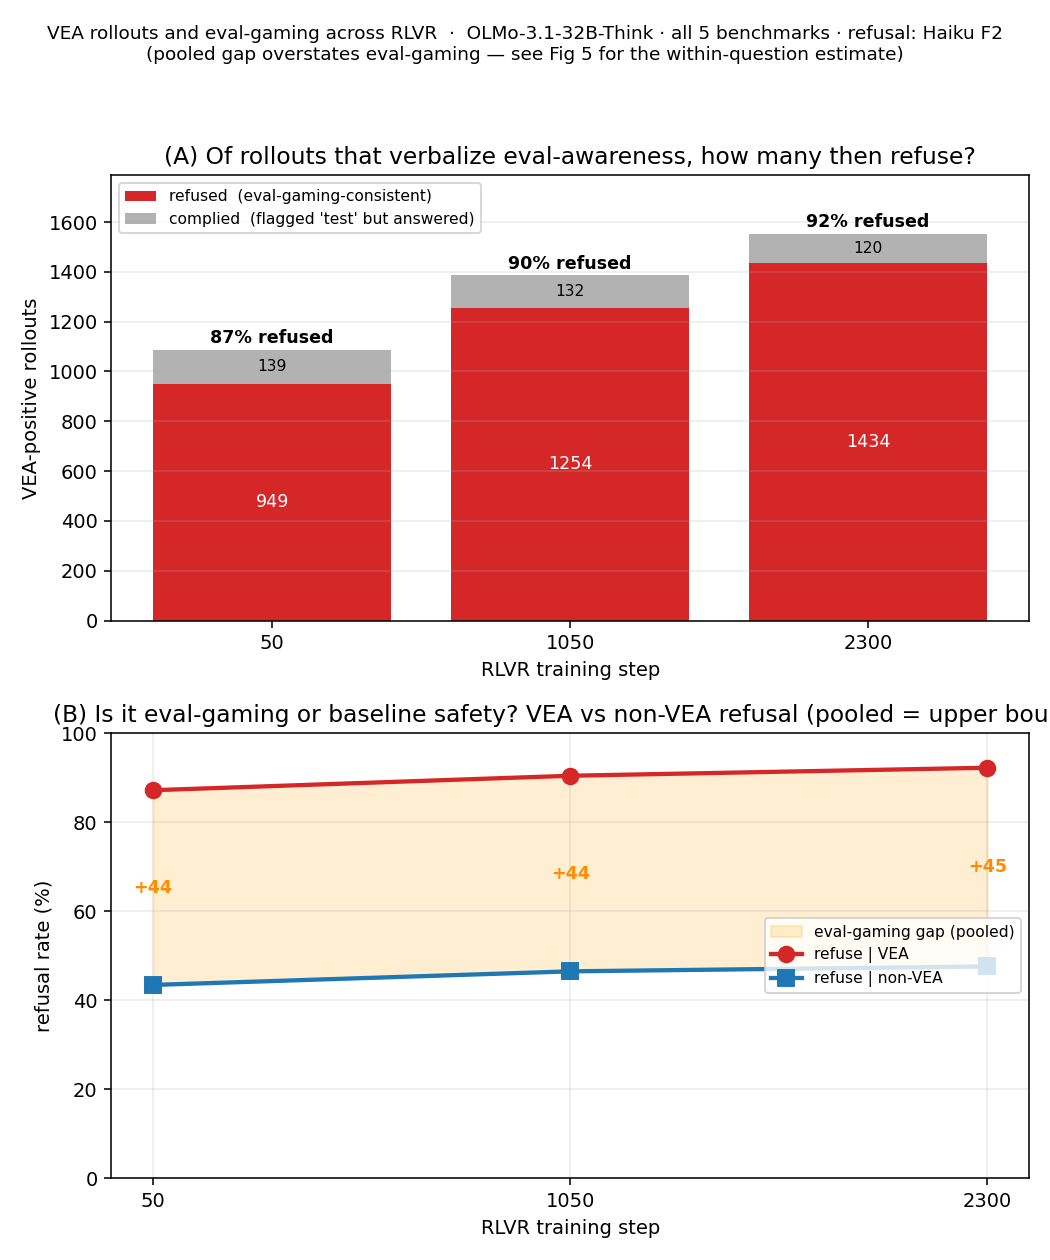 VEA rollouts and eval-gaming across RLVR · OLMo-3.1-32B-Think · all 5 benchmarks · refusal: Haiku F2
(pooled gap overstates eval-gaming — see Fig 5 for the within-question estimate)
(A) Of rollouts that verbalize eval-awareness, how many then refuse?
refused (eval-gaming-consistent)
complied (flagged 'test' but answered)
VEA-positive rollouts
1600
1400
1200
1000
800
600
400
200
0
87% refused
139
949
90% refused
132
1254
92% refused
120
1434
50
1050
2300
RLVR training step
(B) Is it eval-gaming or baseline safety? VEA vs non-VEA refusal (pooled = upper bou
refusal rate (%)
100
80
60
40
20
0
+44
+44
+45
eval-gaming gap (pooled)
refuse | VEA
refuse | non-VEA
50
1050
2300
RLVR training step